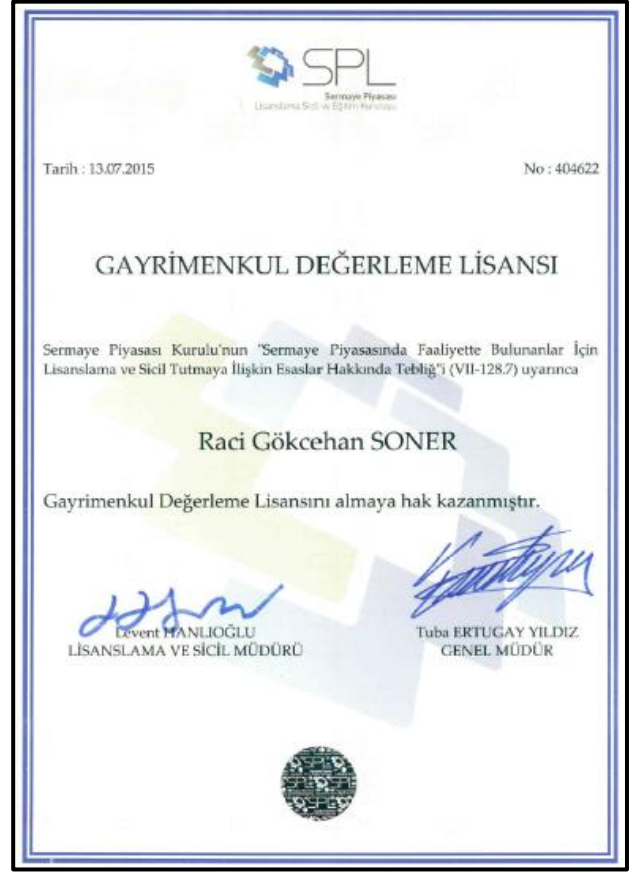 SPL
Sermaye Piyasası
Lisanslama Sicil ve Eğitim Kuruluşu
Tarih : 13.07.2015
No : 404622
GAYRİMENKUL DEĞERLEME LİSANSI
Sermaye Piyasası Kurulu'nun "Sermaye Piyasasında Faaliyette Bulunanlar İçin
Lisanslama ve Sicil Tutmaya İlişkin Esaslar Hakkında Tebliğ"i (VII-128.7) uyarınca
Raci Gökcehan SONER
Gayrimenkul Değerleme Lisansını almaya hak kazanmıştır.
Levent HANLIOĞLU
LİSANSLAMA VE SİCİL MÜDÜRÜ
Tuba ERTUGAY YILDIZ
GENEL MÜDÜR
SPL